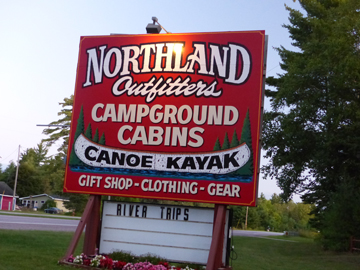 NORTHLAND
Outfitters
CAMPGROUND
CABINS
CANOE KAYAK
GIFT SHOP - CLOTHING - GEAR
RIVER TRIPS